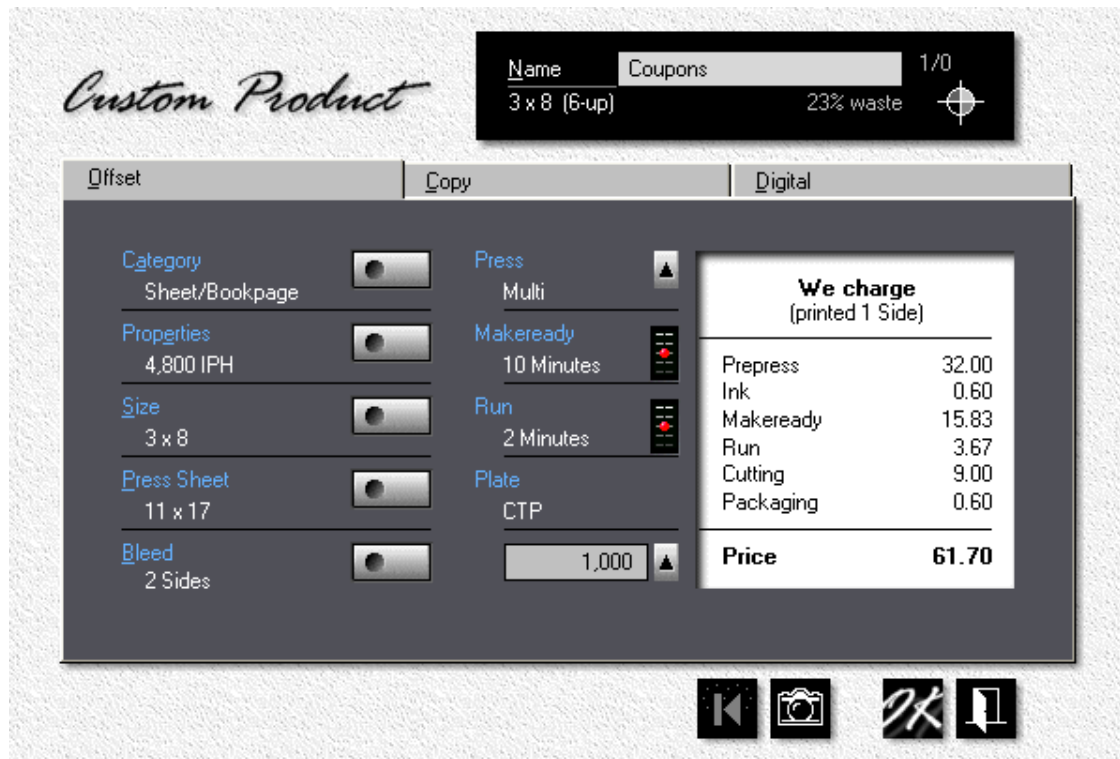 Custom Product
Name Coupons 1/0
3 x 8 (6-up) 23% waste
Offset Copy Digital
Category
Sheet/Bookpage
Properties
4,800 IPH
Size
3 x 8
Press Sheet
11 x 17
Bleed
2 Sides
Press
Multi
Makeready
10 Minutes
Run
2 Minutes
Plate
CTP
1,000
We charge
(printed 1 Side)
Prepress 32.00
Ink 0.60
Makeready 15.83
Run 3.67
Cutting 9.00
Packaging 0.60
Price 61.70
OK